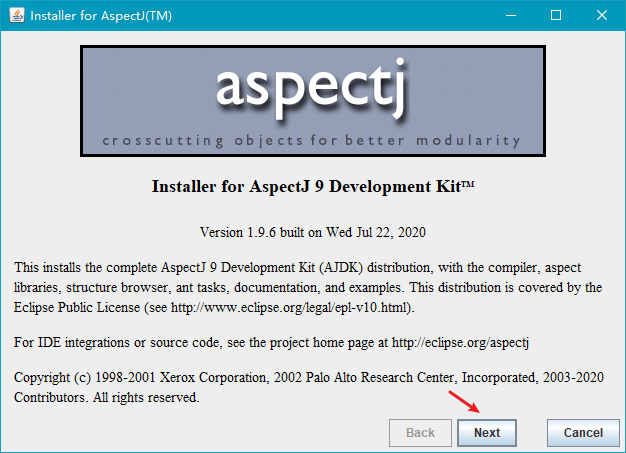 Installer for AspectJ(TM)
aspectj
crosscutting objects for better modularity
Installer for AspectJ 9 Development Kit™
Version 1.9.6 built on Wed Jul 22, 2020
This installs the complete AspectJ 9 Development Kit (AJDK) distribution, with the compiler, aspect
libraries, structure browser, ant tasks, documentation, and examples. This distribution is covered by the
Eclipse Public License (see http://www.eclipse.org/legal/epl-v10.html).
For IDE integrations or source code, see the project home page at http://eclipse.org/aspectj
Copyright (c) 1998-2001 Xerox Corporation, 2002 Palo Alto Research Center, Incorporated, 2003-2020
Contributors. All rights reserved.
Back Next Cancel